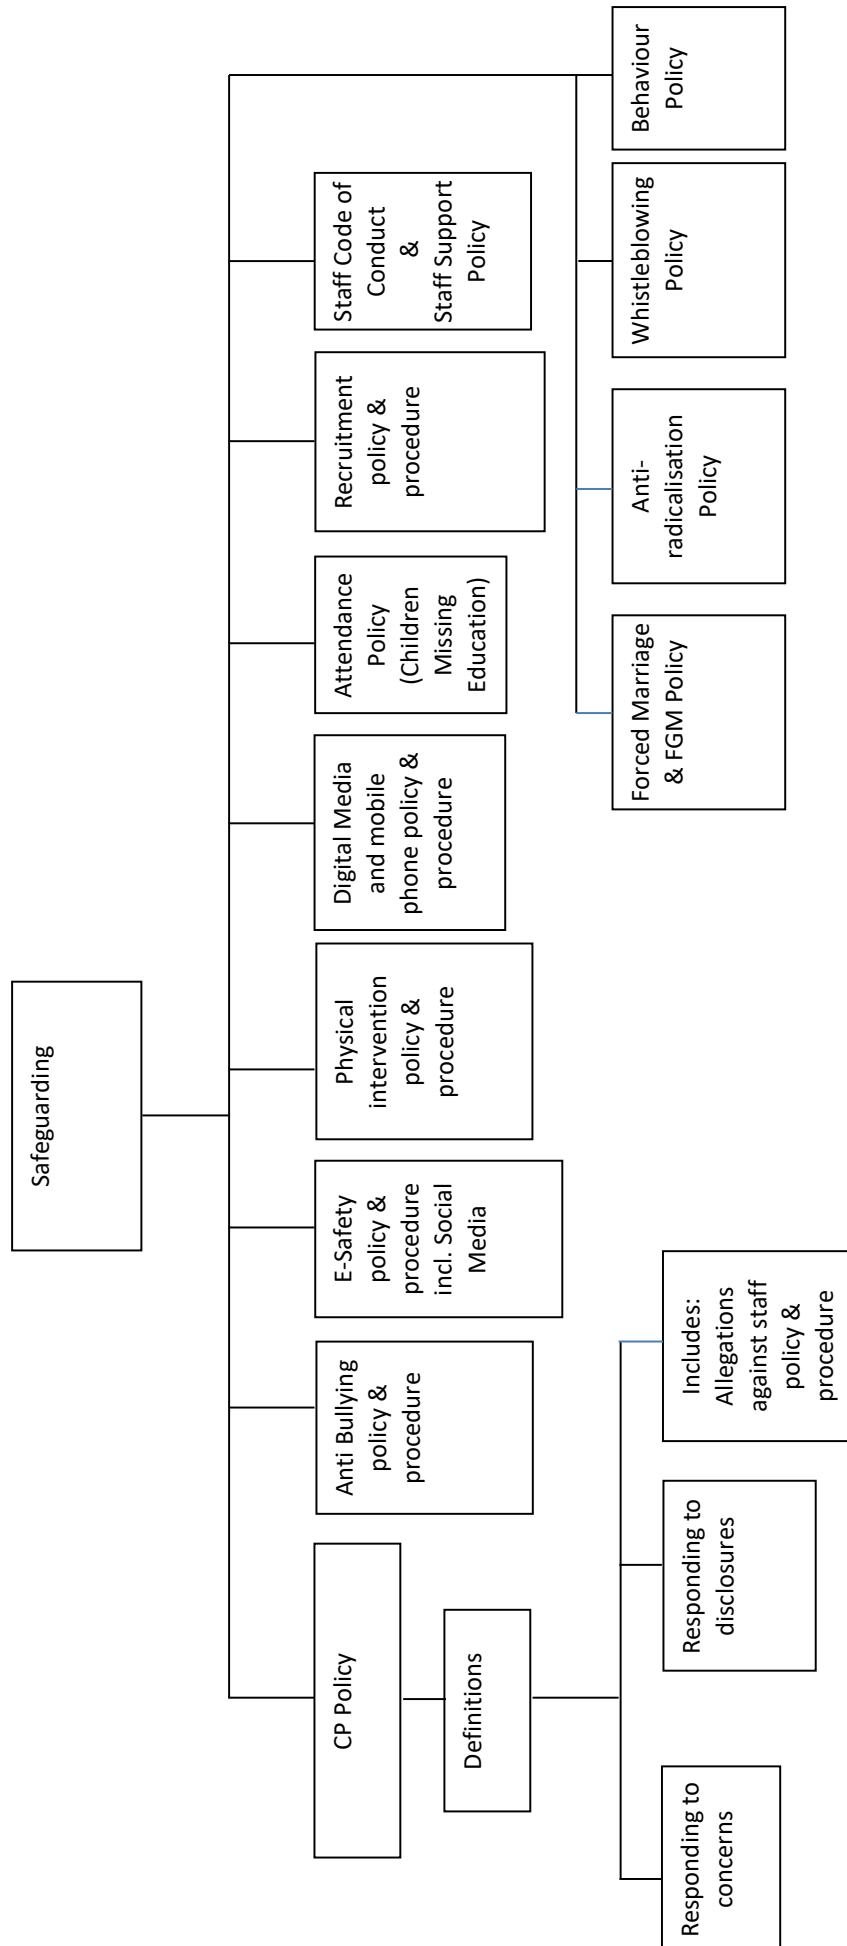 Safeguarding
CP Policy
Anti Bullying
policy &
procedure
E-Safety
policy &
procedure
incl. Social
Media
Physical
intervention
policy &
procedure
Digital Media
and mobile
phone policy &
procedure
Attendance
Policy
(Children
Missing
Education)
Recruitment
policy &
procedure
Staff Code of
Conduct
&
Staff Support
Policy
Definitions
Responding to
concerns
Responding to
disclosures
Includes:
Allegations
against staff
policy &
procedure
Forced Marriage
& FGM Policy
Anti-
radicalisation
Policy
Whistleblowing
Policy
Behaviour
Policy